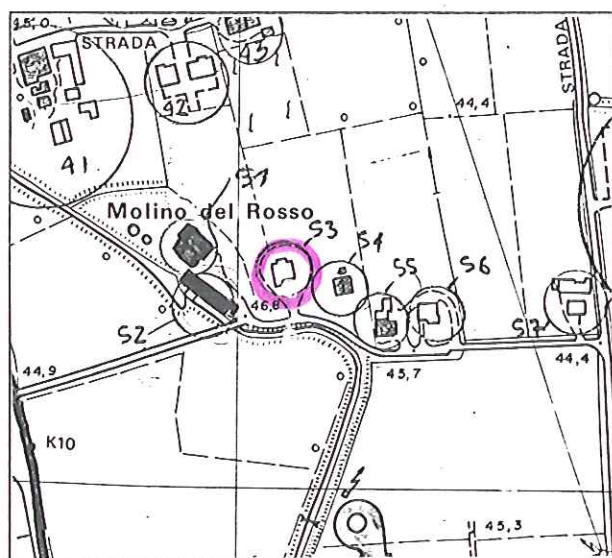 45,0
STRADA
43
42
STRADA
44,4
41
S1
Molino del Rosso
S3
S4
S5
S6
S2
46,8
S7
44,9
45,7
44,4
K10
45,3